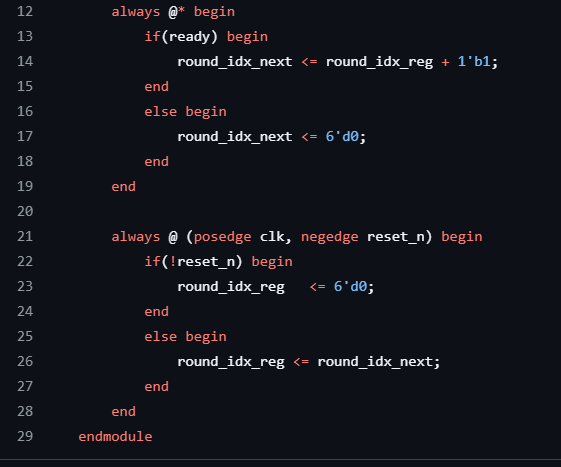 12 always @* begin
13 if(ready) begin
14 round_idx_next <= round_idx_reg + 1'b1;
15 end
16 else begin
17 round_idx_next <= 6'd0;
18 end
19 end
20
21 always @ (posedge clk, negedge reset_n) begin
22 if(!reset_n) begin
23 round_idx_reg   <= 6'd0;
24 end
25 else begin
26 round_idx_reg <= round_idx_next;
27 end
28 end
29 endmodule